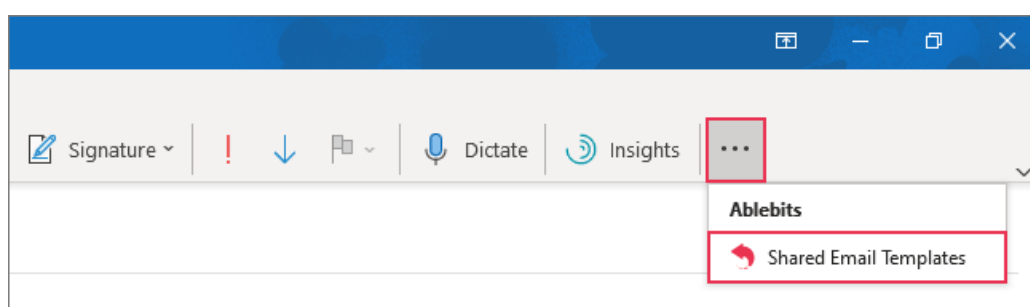 Signature
Dictate
Insights
Ablebits
Shared Email Templates